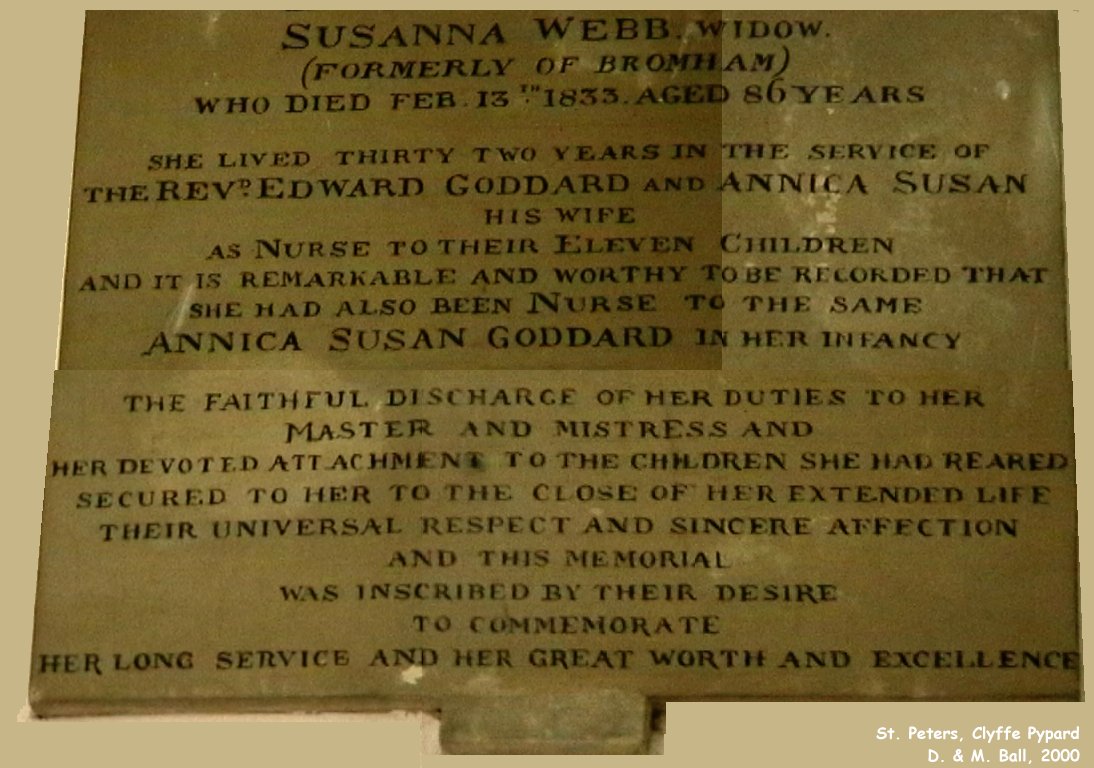 SUSANNA WEBB. WIDOW.
(FORMERLY OF BROMHAM)
WHO DIED FEB. 13TH 1833. AGED 86 YEARS
SHE LIVED THIRTY TWO YEARS IN THE SERVICE OF
THE REVD. EDWARD GODDARD AND ANNICA SUSAN
HIS WIFE
AS NURSE TO THEIR ELEVEN CHILDREN
AND IT IS REMARKABLE AND WORTHY TO BE RECORDED THAT
SHE HAD ALSO BEEN NURSE TO THE SAME
ANNICA SUSAN GODDARD IN HER INFANCY
THE FAITHFUL DISCHARGE OF HER DUTIES TO HER
MASTER AND MISTRESS AND
HER DEVOTED ATTACHMENT TO THE CHILDREN SHE HAD REARED
SECURED TO HER TO THE CLOSE OF HER EXTENDED LIFE
THEIR UNIVERSAL RESPECT AND SINCERE AFFECTION
AND THIS MEMORIAL
WAS INSCRIBED BY THEIR DESIRE
TO COMMEMORATE
HER LONG SERVICE AND HER GREAT WORTH AND EXCELLENCE
St. Peters, Clyffe Pypard
D. & M. Ball, 2000